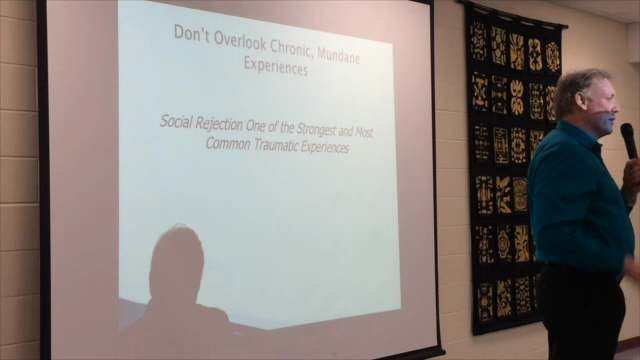 Don't Overlook Chronic, Mundane
Experiences
Social Rejection One of the Strongest and Most
Common Traumatic Experiences